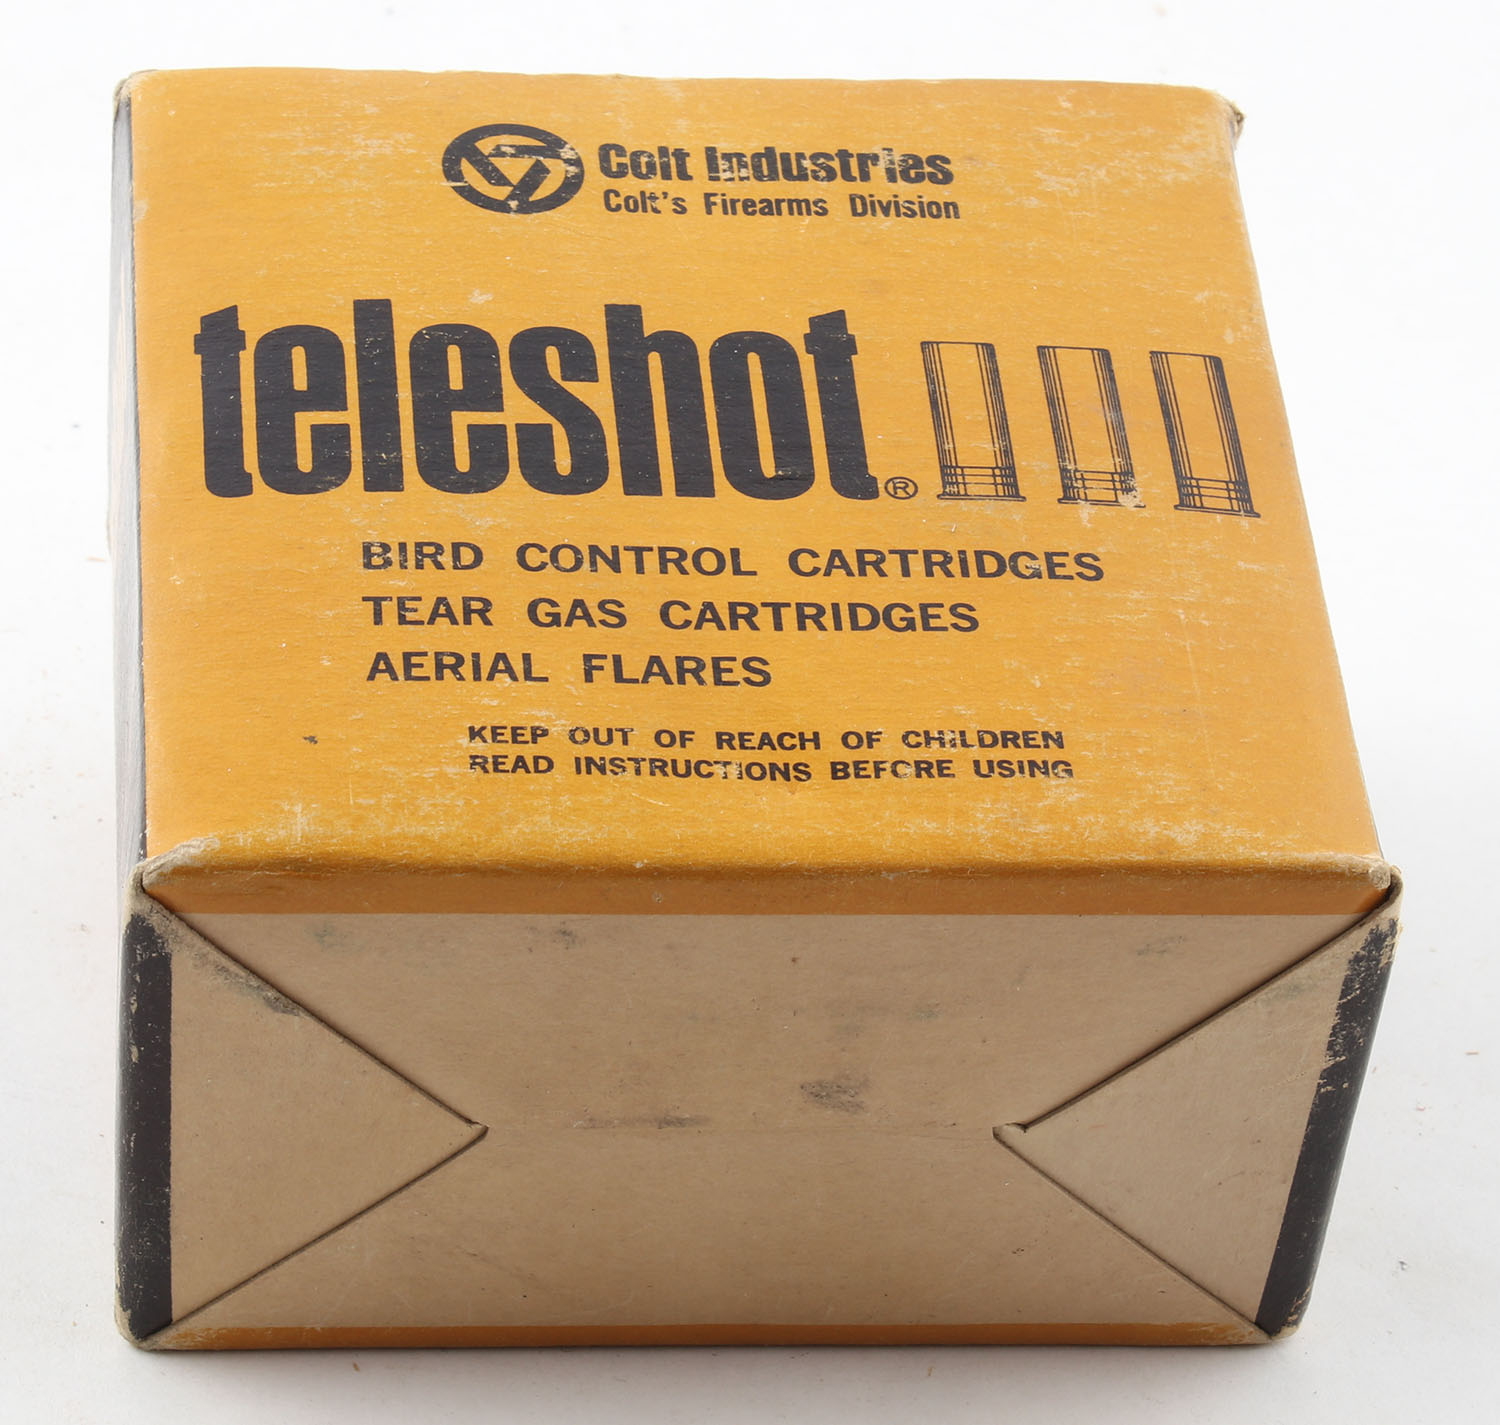 Colt Industries
Colt's Firearms Division
teleshot®
BIRD CONTROL CARTRIDGES
TEAR GAS CARTRIDGES
AERIAL FLARES
KEEP OUT OF REACH OF CHILDREN
READ INSTRUCTIONS BEFORE USING